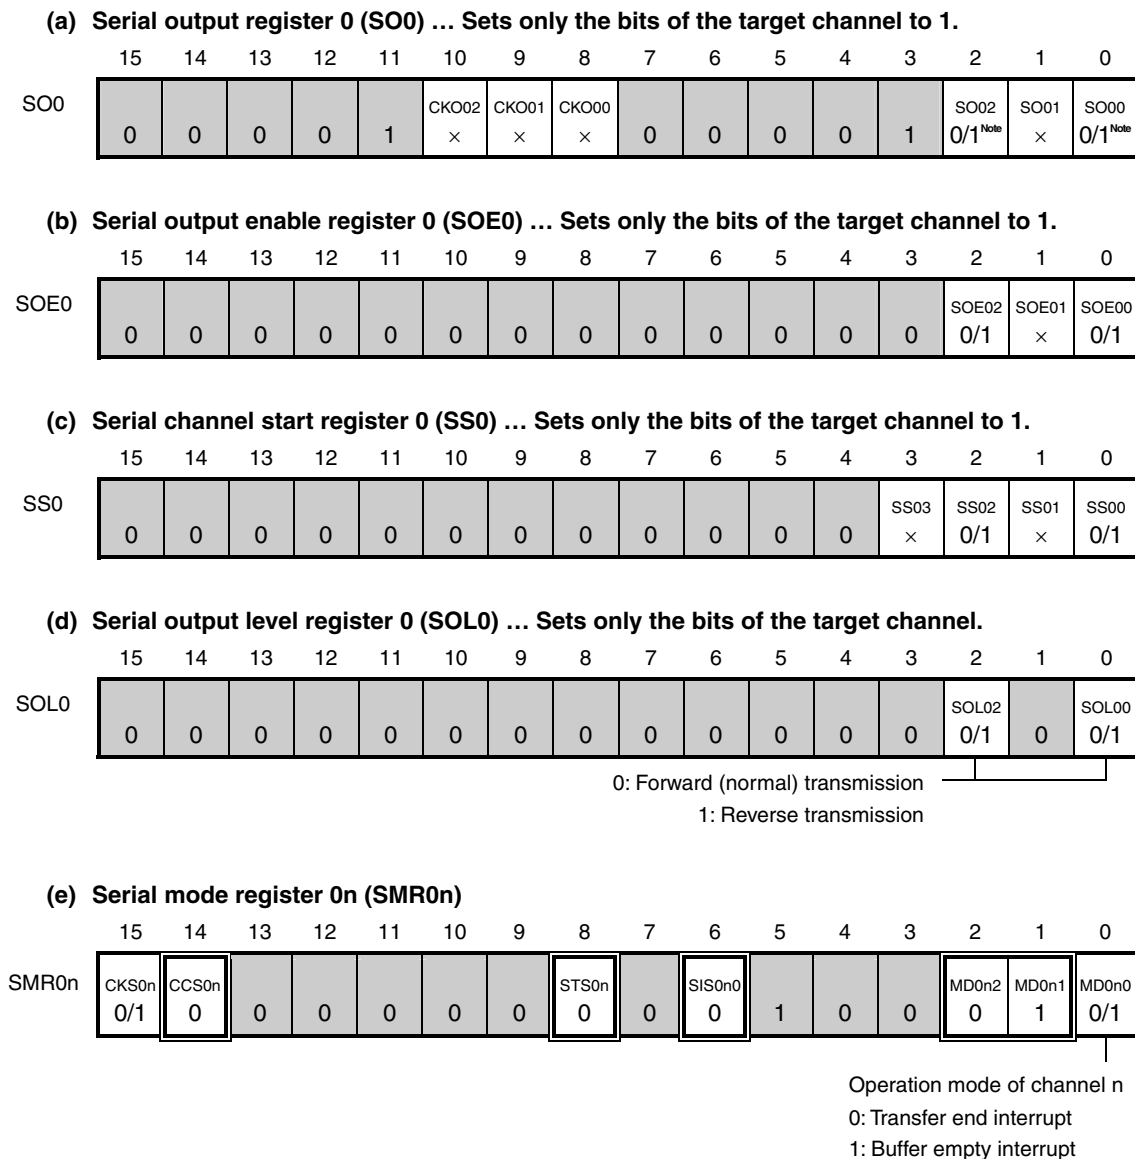 (a) Serial output register 0 (SO0) … Sets only the bits of the target channel to 1.
15 14 13 12 11 10 9 8 7 6 5 4 3 2 1 0
SO0
CKO02 CKO01 CKO00 SO02 SO01 SO00
0 0 0 0 1 × × × 0 0 0 0 1 0/1Note × 0/1Note
(b) Serial output enable register 0 (SOE0) … Sets only the bits of the target channel to 1.
15 14 13 12 11 10 9 8 7 6 5 4 3 2 1 0
SOE0
SOE02 SOE01 SOE00
0 0 0 0 0 0 0 0 0 0 0 0 0 0/1 × 0/1
(c) Serial channel start register 0 (SS0) … Sets only the bits of the target channel to 1.
15 14 13 12 11 10 9 8 7 6 5 4 3 2 1 0
SS0
SS03 SS02 SS01 SS00
0 0 0 0 0 0 0 0 0 0 0 0 × 0/1 × 0/1
(d) Serial output level register 0 (SOL0) … Sets only the bits of the target channel.
15 14 13 12 11 10 9 8 7 6 5 4 3 2 1 0
SOL0
SOL02 SOL00
0 0 0 0 0 0 0 0 0 0 0 0 0 0/1 0 0/1
0: Forward (normal) transmission
1: Reverse transmission
(e) Serial mode register 0n (SMR0n)
15 14 13 12 11 10 9 8 7 6 5 4 3 2 1 0
SMR0n
CKS0n CCS0n STS0n SIS0n0 MD0n2 MD0n1 MD0n0
0/1 0 0 0 0 0 0 0 0 0 1 0 0 0 1 0/1
Operation mode of channel n
0: Transfer end interrupt
1: Buffer empty interrupt